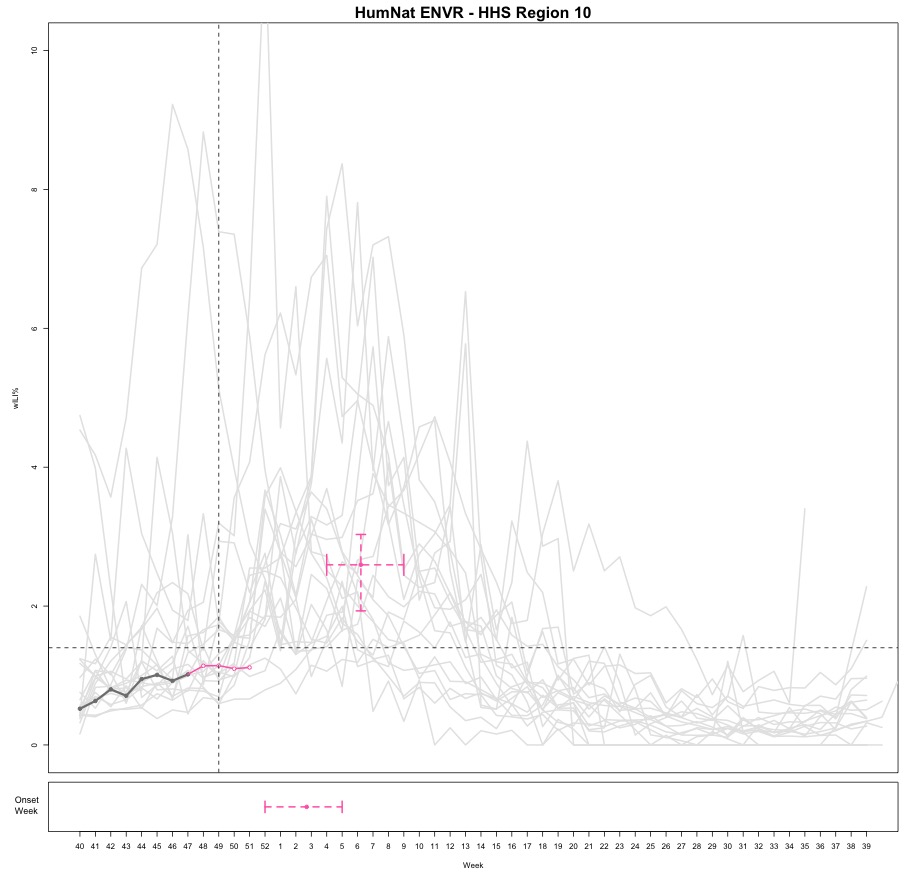 HumNat ENVR - HHS Region 10
10
8
6
4
2
0
wILI%
Onset
Week
40 41 42 43 44 45 46 47 48 49 50 51 52 1 2 3 4 5 6 7 8 9 10 11 12 13 14 15 16 17 18 19 20 21 22 23 24 25 26 27 28 29 30 31 32 33 34 35 36 37 38 39
Week